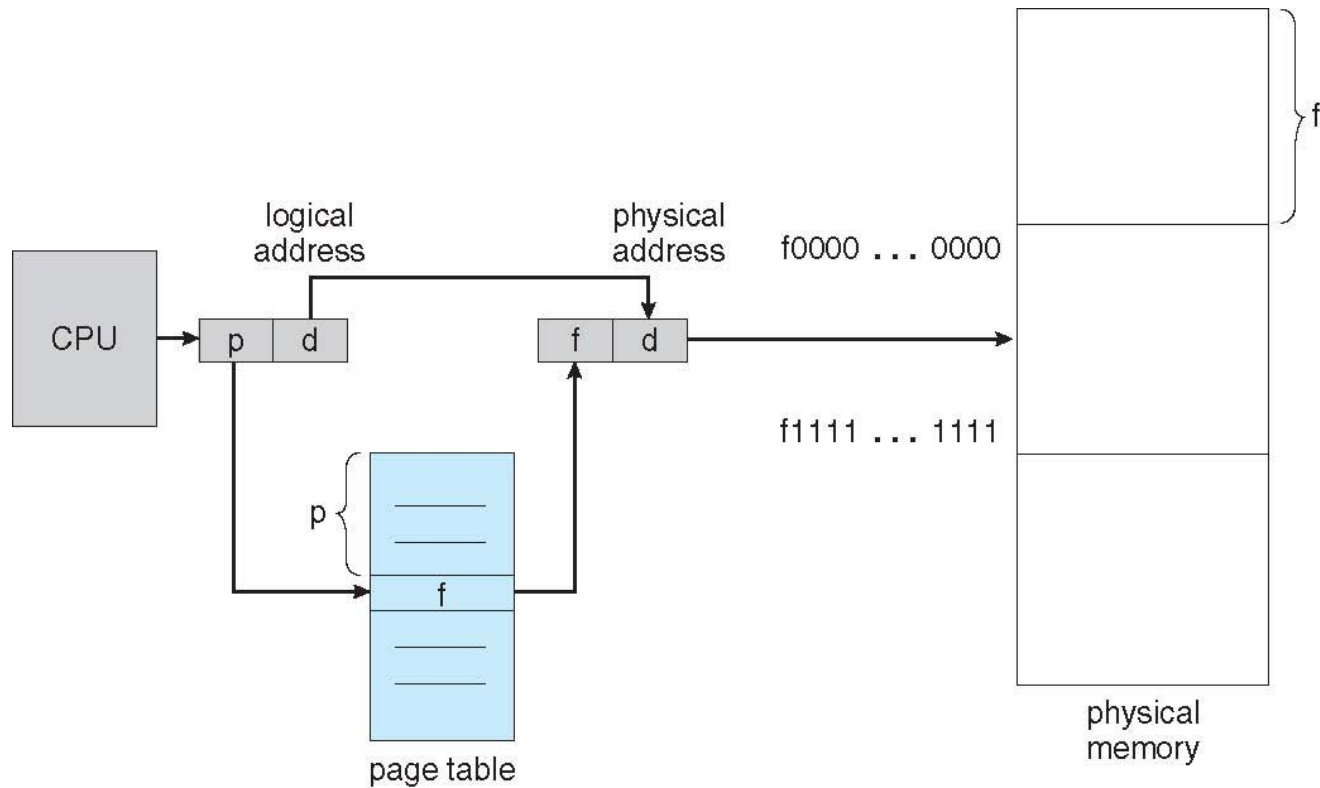 f
logical
address
physical
address
f0000 ... 0000
CPU
p d
f d
f1111 ... 1111
p
f
physical
memory
page table